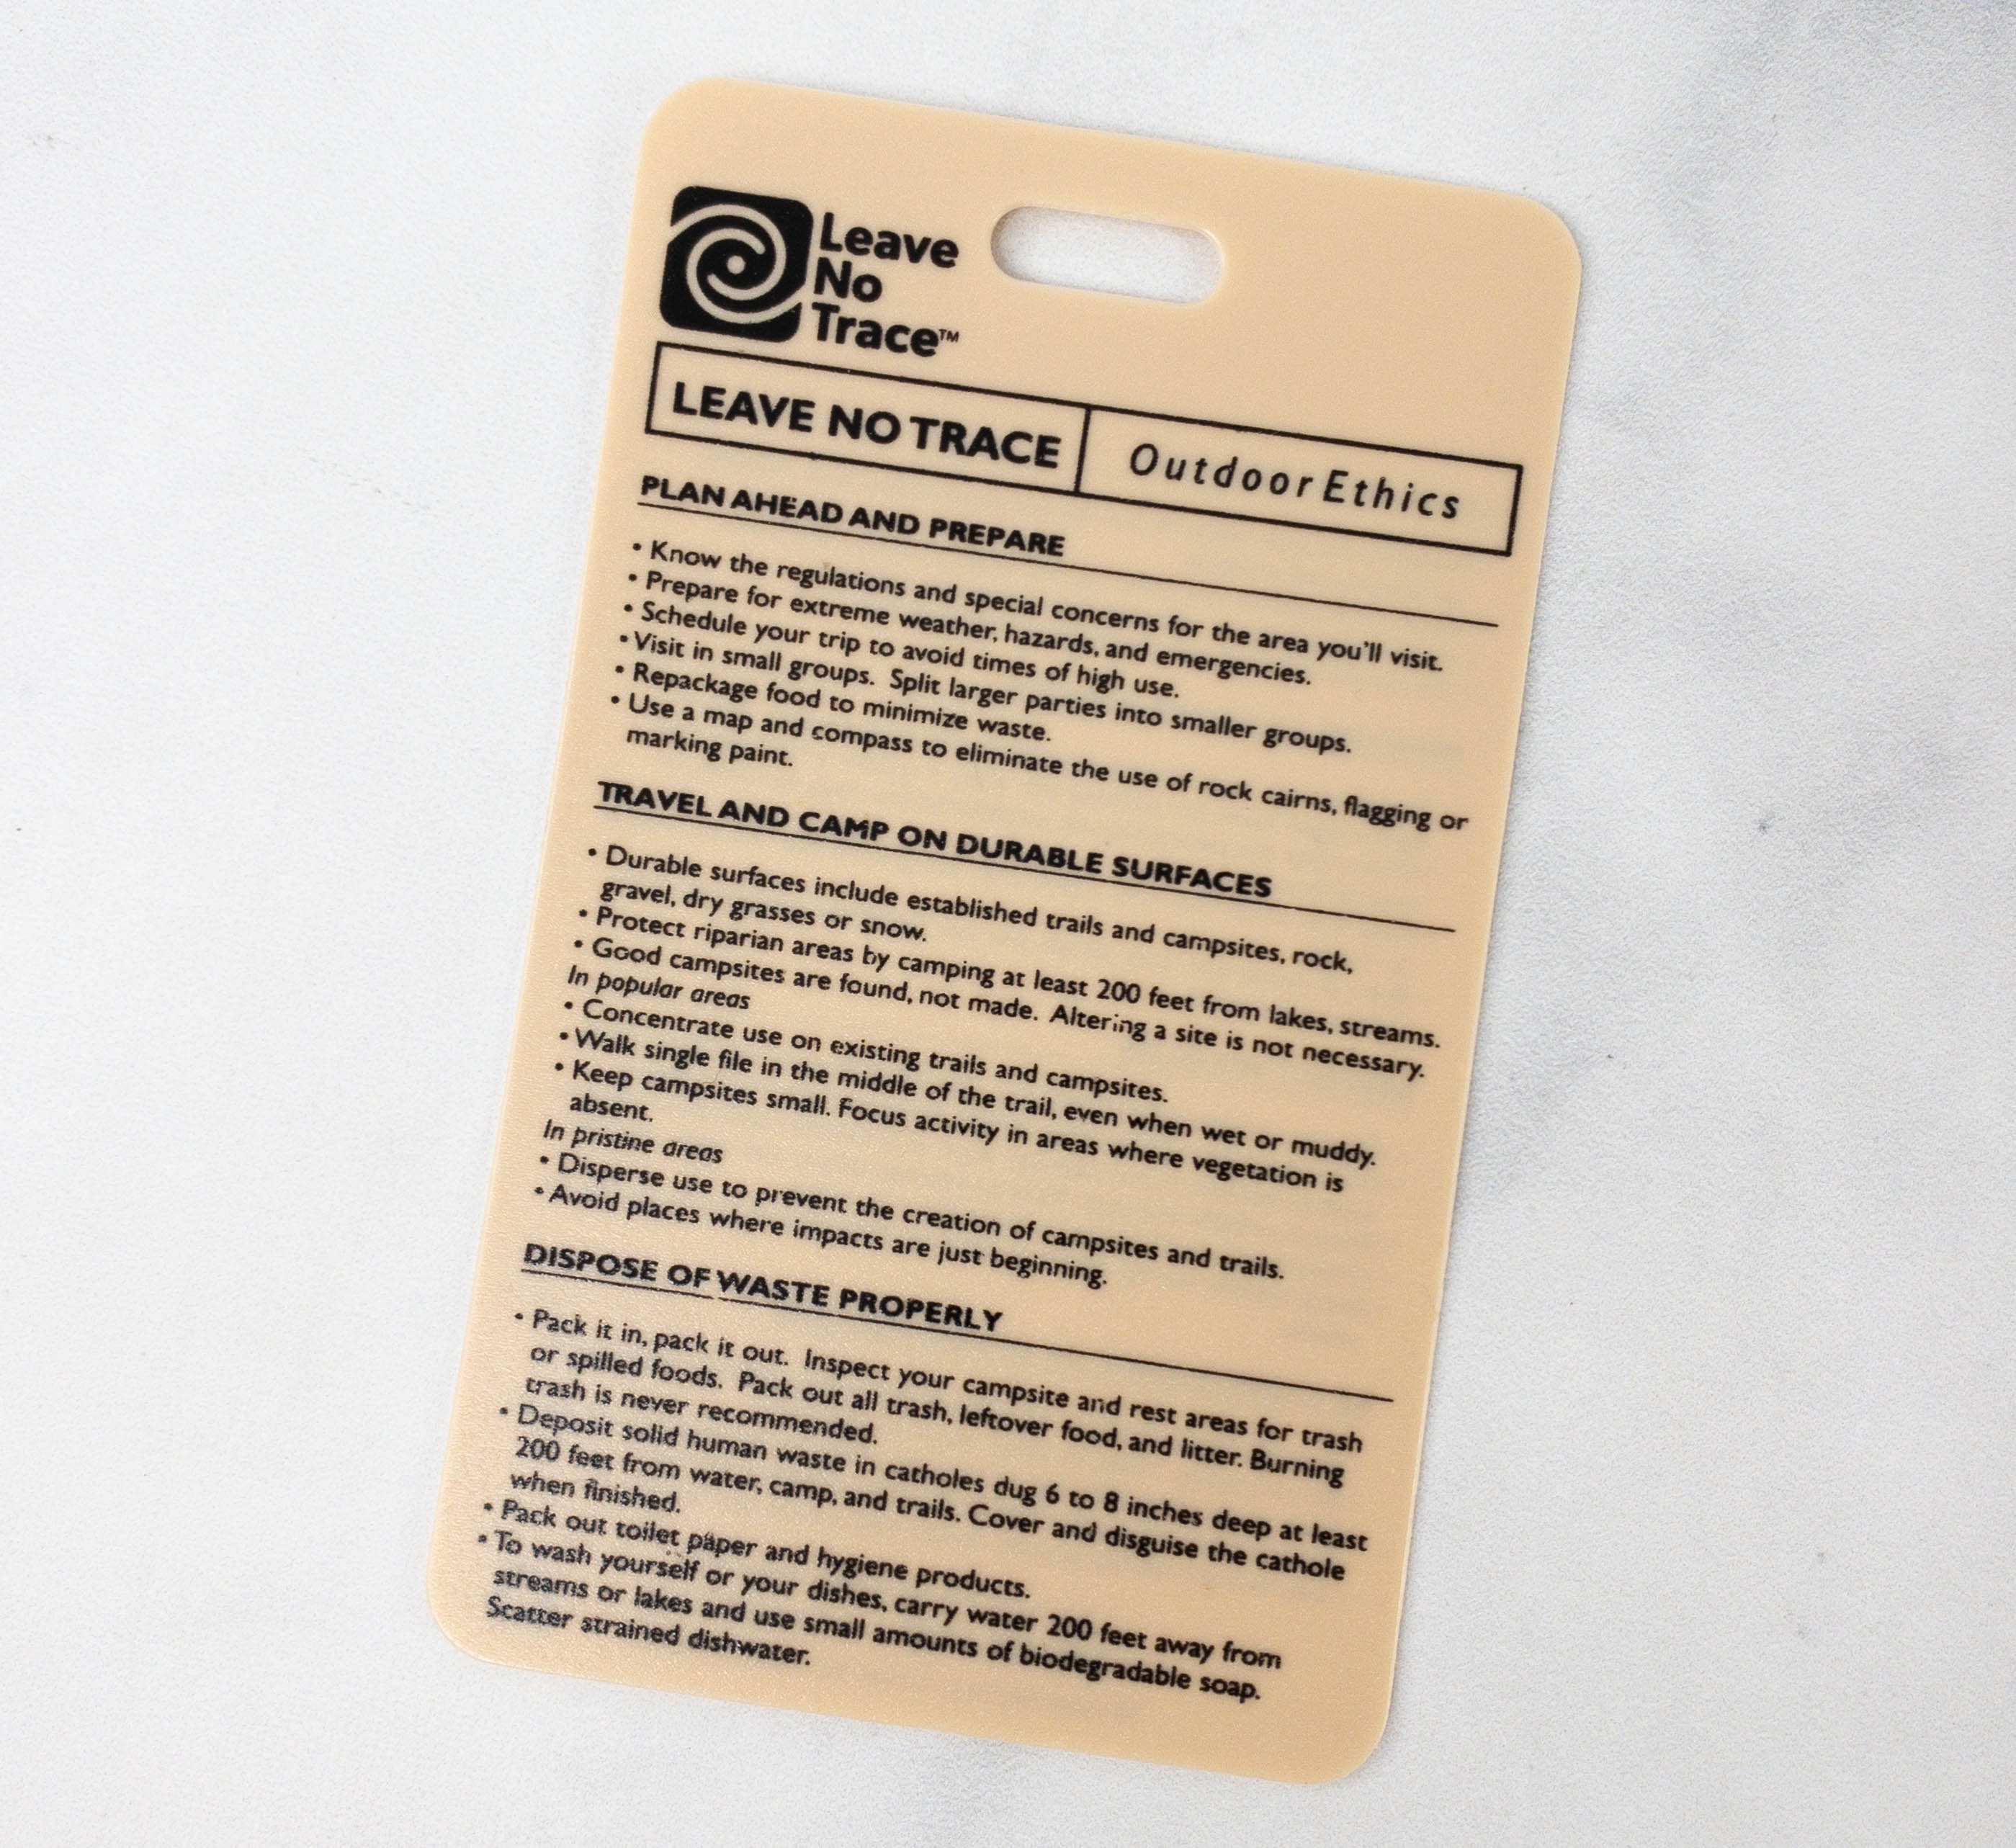 Leave
No
Trace™
LEAVE NO TRACE
Outdoor Ethics
PLAN AHEAD AND PREPARE
• Know the regulations and special concerns for the area you'll visit.
• Prepare for extreme weather, hazards, and emergencies.
• Schedule your trip to avoid times of high use.
• Visit in small groups. Split larger parties into smaller groups.
• Repackage food to minimize waste.
• Use a map and compass to eliminate the use of rock cairns, flagging or
marking paint.
TRAVEL AND CAMP ON DURABLE SURFACES
• Durable surfaces include established trails and campsites, rock,
gravel, dry grasses or snow.
• Protect riparian areas by camping at least 200 feet from lakes, streams.
• Good campsites are found, not made. Altering a site is not necessary.
In popular areas
• Concentrate use on existing trails and campsites.
• Walk single file in the middle of the trail, even when wet or muddy.
• Keep campsites small. Focus activity in areas where vegetation is
absent.
In pristine areas
• Disperse use to prevent the creation of campsites and trails.
• Avoid places where impacts are just beginning.
DISPOSE OF WASTE PROPERLY
• Pack it in, pack it out. Inspect your campsite and rest areas for trash
or spilled foods. Pack out all trash, leftover food, and litter. Burning
trash is never recommended.
• Deposit solid human waste in catholes dug 6 to 8 inches deep at least
200 feet from water, camp, and trails. Cover and disguise the cathole
when finished.
• Pack out toilet paper and hygiene products.
• To wash yourself or your dishes, carry water 200 feet away from
streams or lakes and use small amounts of biodegradable soap.
Scatter strained dishwater.